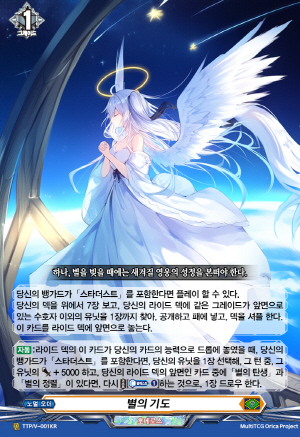 1
그레이드
하나, 별을 빚을 때에는 새겨질 영웅의 성정을 본따야 한다.
당신의 뱅가드가「스타더스트」를 포함한다면 플레이 할 수 있다.
당신의 덱을 위에서 7장 보고, 당신의 라이드 덱에 같은 그레이드가 앞면으로
있는 수호자 이외의 유닛을 1장까지 찾아, 공개하고 패에 넣고, 덱을 셔플 한다.
이 카드를 라이드 덱에 앞면으로 놓는다.
자동:라이드 덱의 이 카드가 당신의 카드의 능력으로 드롭에 놓였을 때, 당신의
뱅가드가「스타더스트」를 포함한다면, 당신의 유닛을 1장 선택해, 그 턴 중, 그
유닛의 + 5000 하고, 당신의 라이드 덱의 앞면인 카드 중에「별의 탄생」과
「별의 정렬」이 있다면, 다시 1 하는 것으로, 1장 드로우 한다.
노멀 오더
별의 기도
TTP/V-001KR
MultiTCG Orica Project